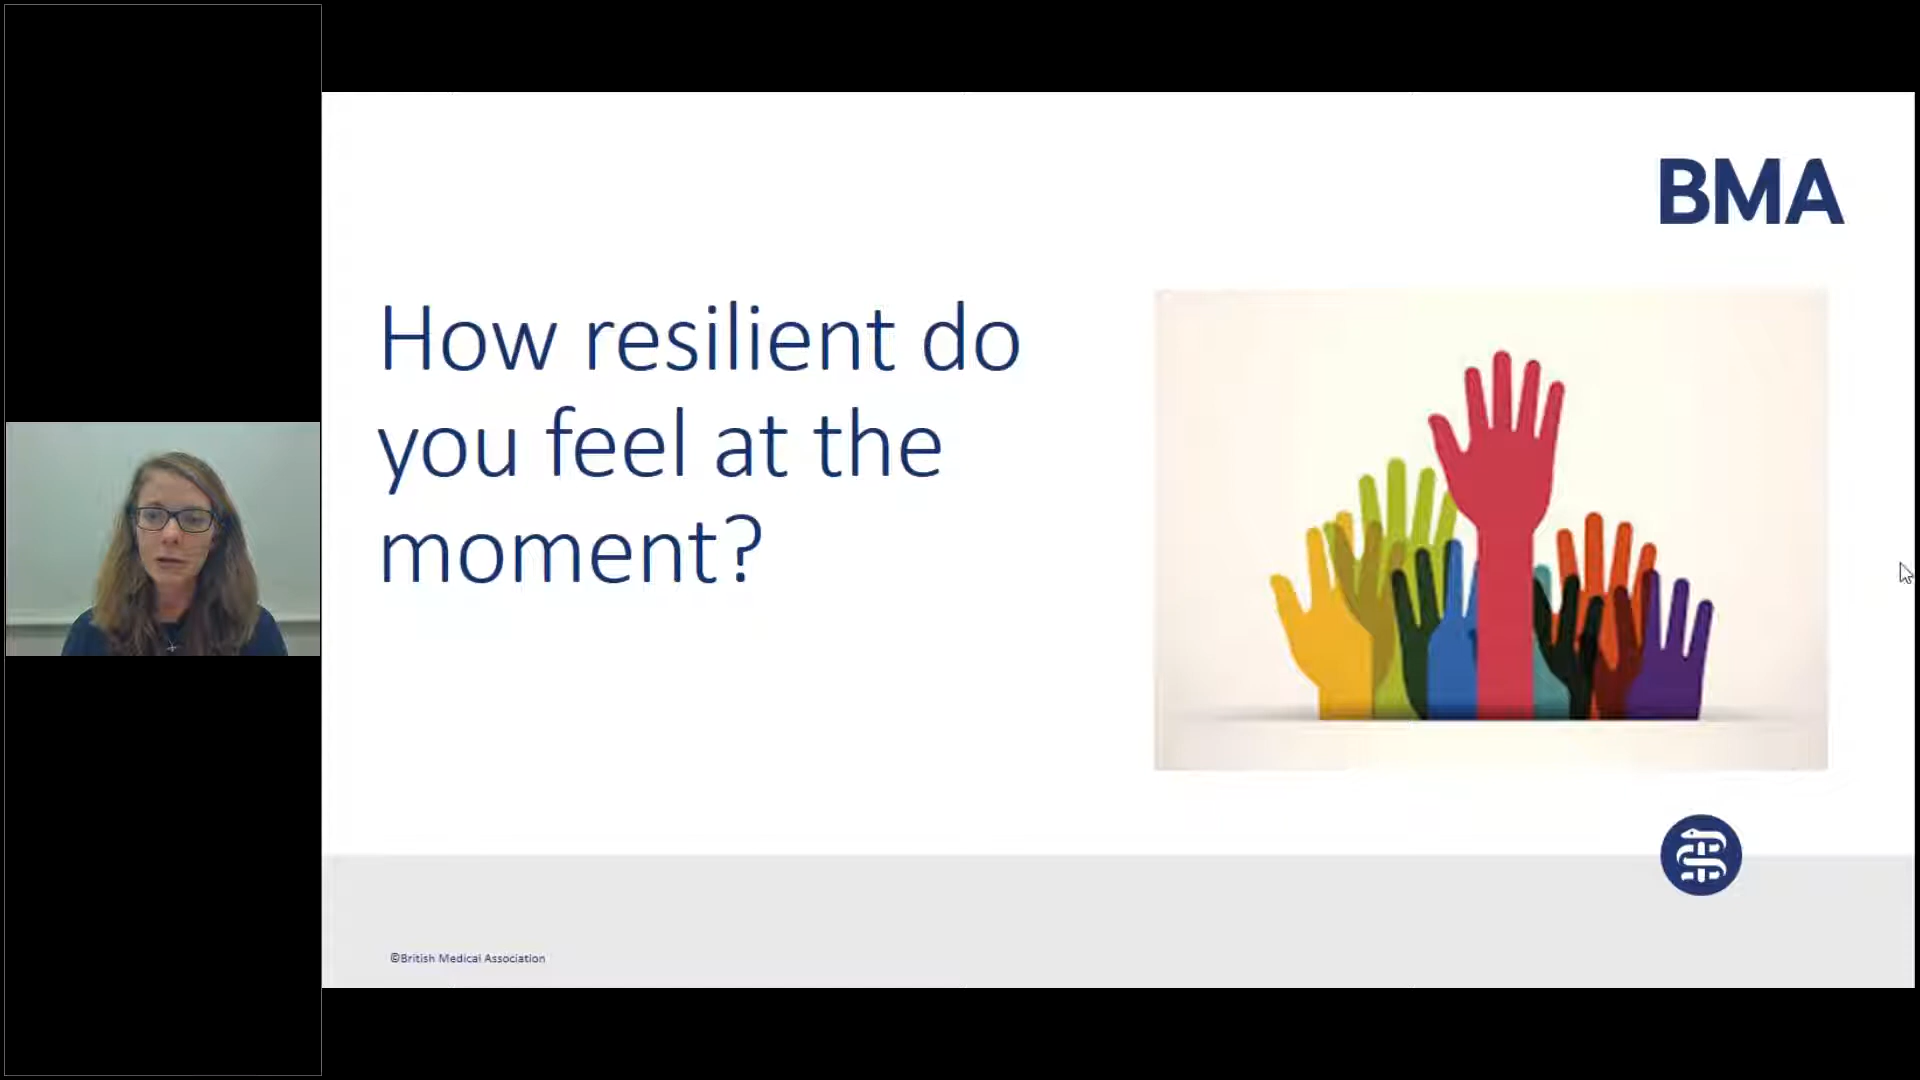 BMA
How resilient do
you feel at the
moment?
©British Medical Association